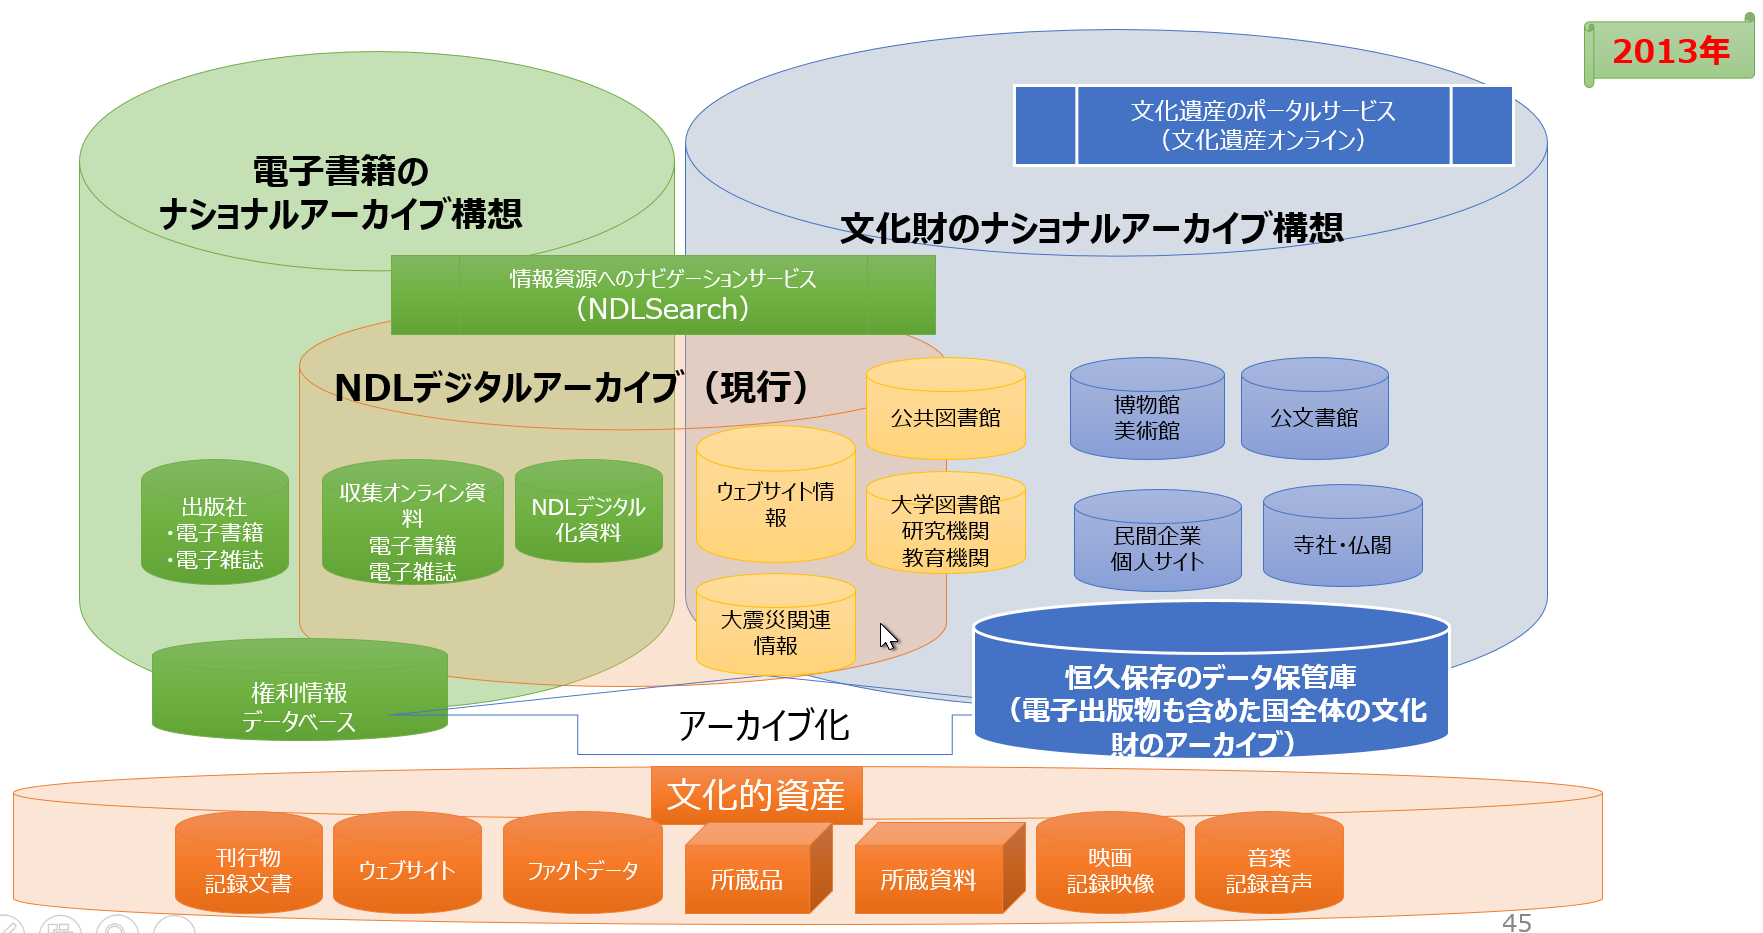 2013年
文化遺産のポータルサービス
（文化遺産オンライン）
電子書籍の
ナショナルアーカイブ構想
文化財のナショナルアーカイブ構想
情報資源へのナビゲーションサービス
（NDLSearch）
NDLデジタルアーカイブ（現行）
公共図書館
博物館
美術館
公文書館
出版社
・電子書籍
・電子雑誌
収集オンライン資
料
電子書籍
電子雑誌
NDLデジタル
化資料
ウェブサイト情
報
大学図書館
研究機関
教育機関
民間企業
個人サイト
寺社・仏閣
大震災関連
情報
権利情報
データベース
アーカイブ化
恒久保存のデータ保管庫
（電子出版物も含めた国全体の文化
財のアーカイブ）
文化的資産
刊行物
記録文書
ウェブサイト
ファクトデータ
所蔵品
所蔵資料
映画
記録映像
音楽
記録音声
45